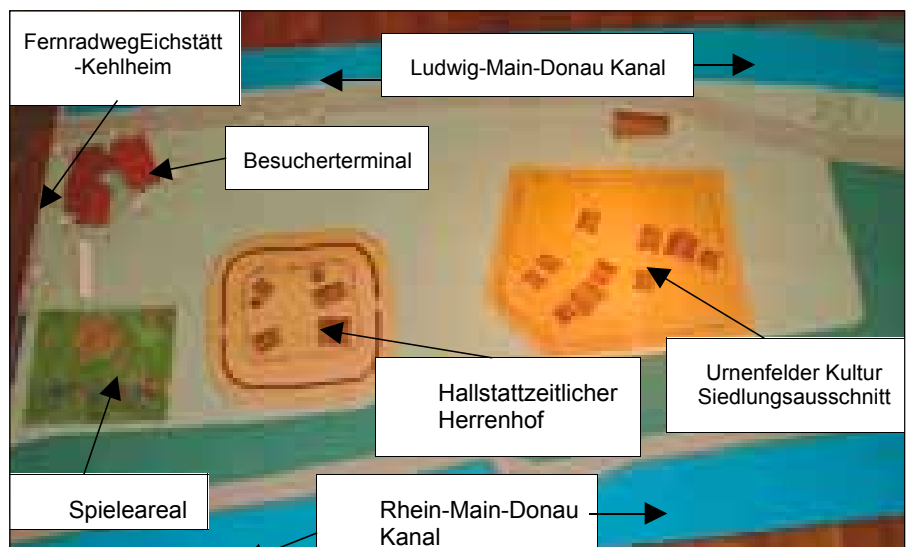 FernradwegEichstätt
-Kehlheim
Ludwig-Main-Donau Kanal
Besucherterminal
Hallstattzeitlicher
Herrenhof
Urnenfelder Kultur
Siedlungsausschnitt
Spieleareal
Rhein-Main-Donau
Kanal